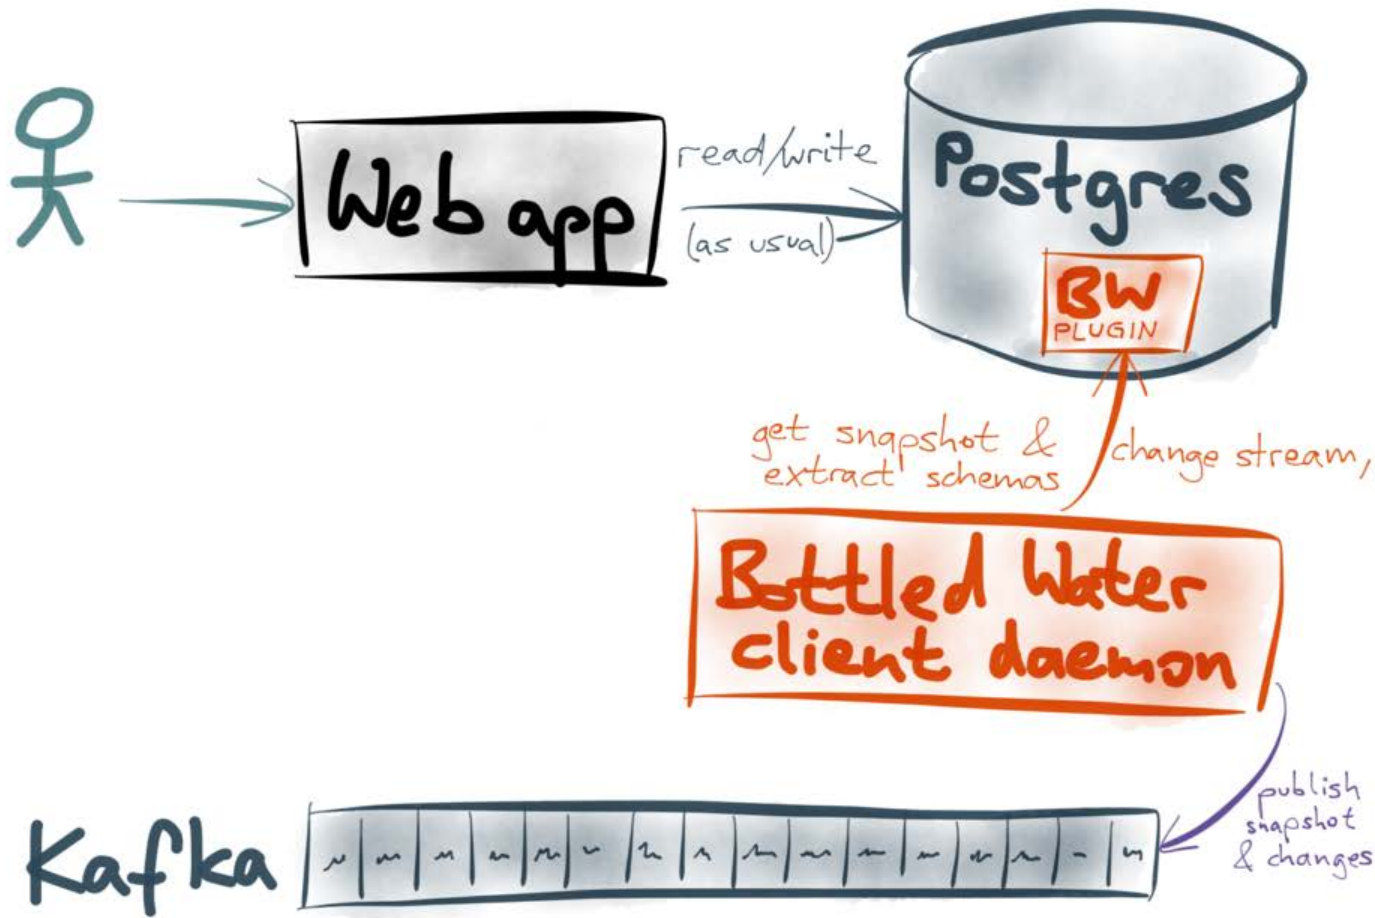 read/write
Web app
(as usual)
Postgres
BW
PLUGIN
get snapshot &
change stream,
extract schemas
Bottled Water
client daemon
publish
snapshot
& changes
Kafka